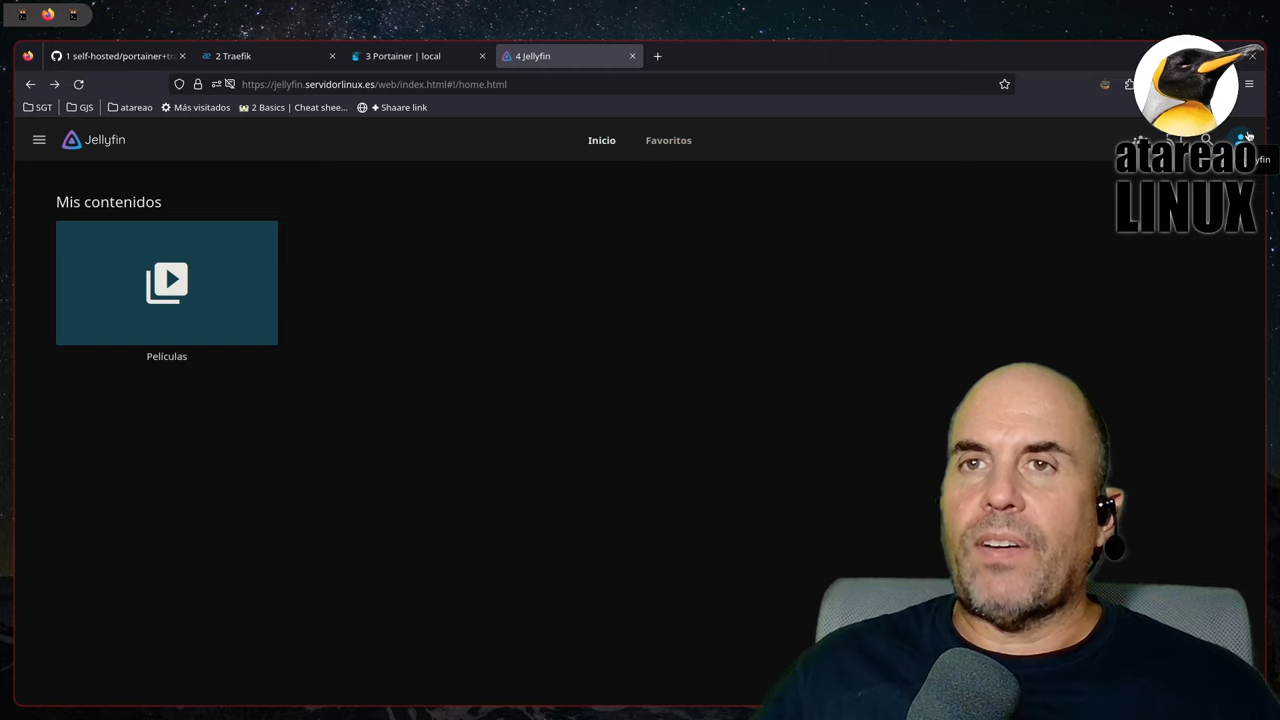 1 self-hosted/portainer+tra
2 Traefik
3 Portainer | local
4 Jellyfin
https://jellyfin.servidorlinux.es/web/index.html#!/home.html
SGT
GJS
atareao
Más visitados
2 Basics | Cheat shee...
Shaare link
Jellyfin
Inicio
Favoritos
atareao
LINUX
Mis contenidos
Películas